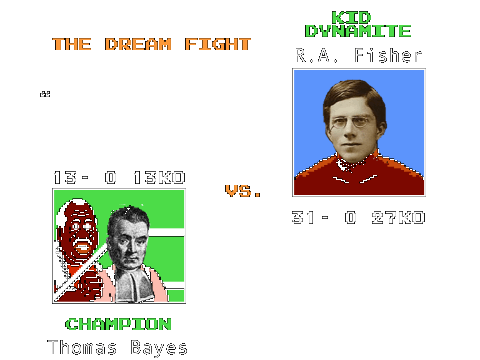 KID
DYNAMITE
THE DREAM FIGHT
R.A. Fisher
13- 0 13KO
VS.
31- 0 27KO
CHAMPION
Thomas Bayes